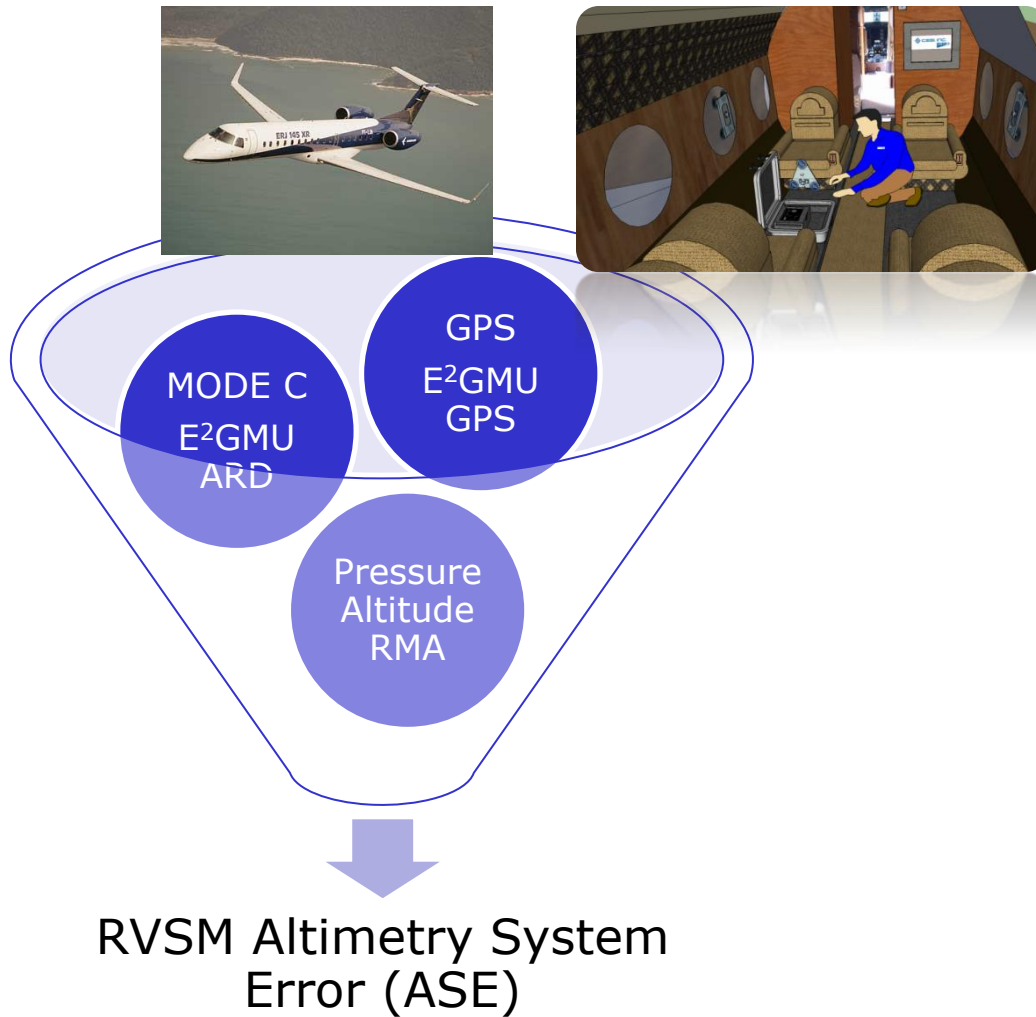 ERJ 145 XR
MODE C
E²GMU
ARD
GPS
E²GMU
GPS
Pressure
Altitude
RMA
RVSM Altimetry System
Error (ASE)